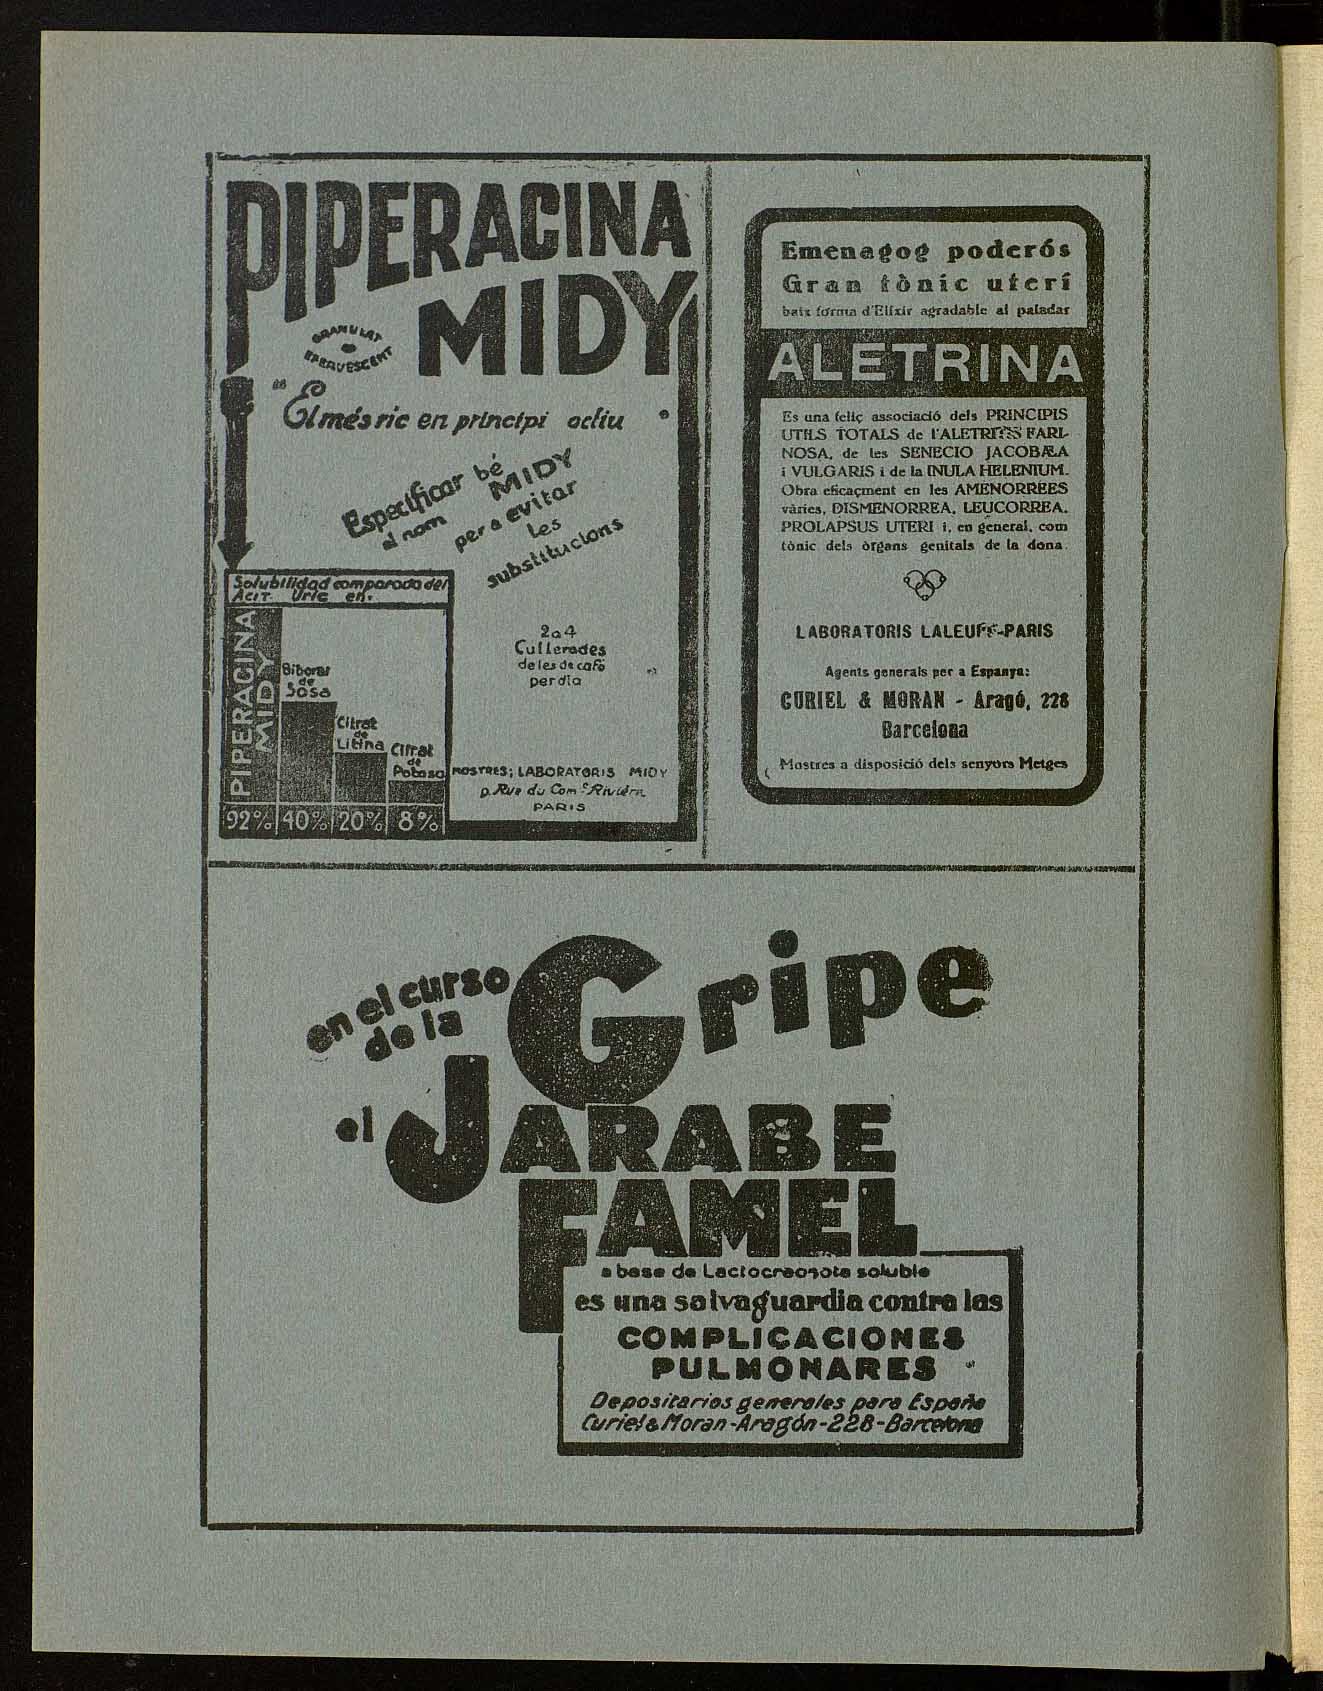 PIPERACINA
MIDY
GRANULAT
EFERVESCENT
"El més ric en principi actiu"
Especificar bé
el nom MIDY
per a evitar
les
substitucions
Solubilidad comparada del
Acit Uric en.
PIPERACINA
MIDY
Biborat
de
Sosa
Citrat
de
Litina
Citrat
de
Potasa
92% 40% 20% 8%
2 a 4
Cullerades
de les de café
per dia
MOSTRES; LABORATORIS MIDY
9. Rue du Comᵗ Rivière
PARIS
Emenagog poderós
Gran tònic uterí
baix forma d'Elixir agradable al paladar
ALETRINA
Es una feliç associació dels PRINCIPIS
UTILS TOTALS de l'ALETRIS FARI-
NOSA, de les SENECIO JACOBÆA
i VULGARIS i de la INULA HELENIUM.
Obra eficaçment en les AMENORREES
vàries, DISMENORREA, LEUCORREA,
PROLAPSUS UTERI i, en general, com
tònic dels òrgans genitals de la dona.
LABORATORIS LALEUFF-PARIS
Agents generals per a Espanya:
CURIEL & MORAN - Aragó, 228
Barcelona
Mostres a disposició dels senyors Metges
en el curso
de la
Gripe
el JARABE
FAMEL
a base de Lactocreosota soluble
es una salvaguardia contra las
COMPLICACIONES
PULMONARES
Depositarios generales para España
Curiel & Moran - Aragón - 228 - Barcelona